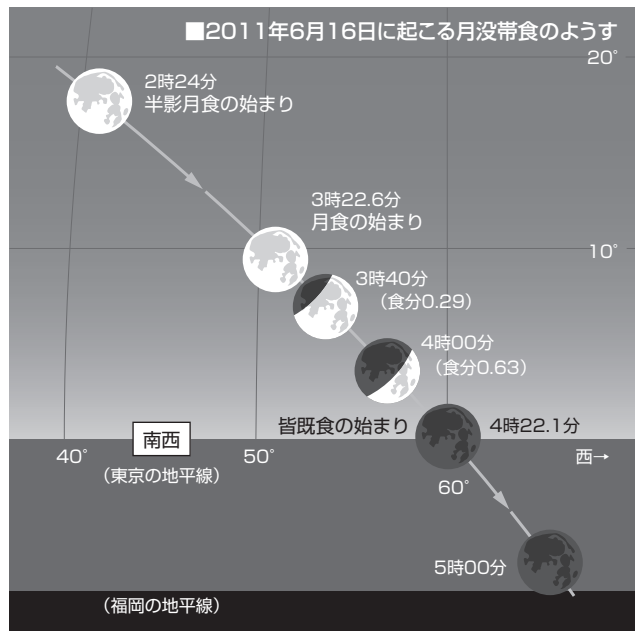 ■2011年6月16日に起こる月没帯食のようす
20°
2時24分
半影月食の始まり
3時22.6分
月食の始まり
10°
3時40分
(食分0.29)
4時00分
(食分0.63)
皆既食の始まり
4時22.1分
南西
40°
50°
西→
(東京の地平線)
60°
5時00分
(福岡の地平線)